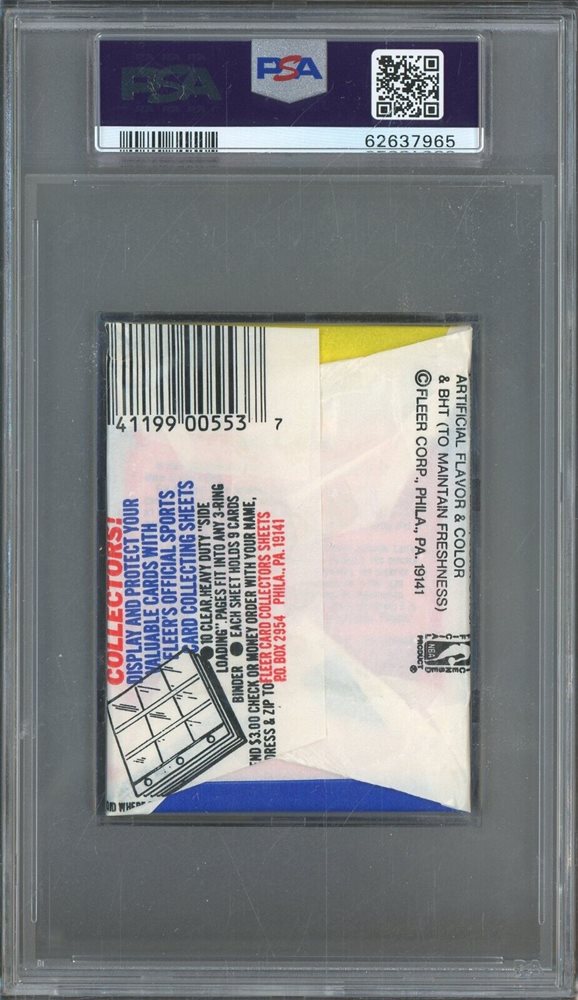 PSA
PSA
62637965
41199 00553 7
COLLECTORS!
DISPLAY AND PROTECT YOUR
VALUABLE CARDS WITH
FLEER'S OFFICIAL SPORTS
CARD COLLECTING SHEETS
● 10 CLEAR HEAVY DUTY "SIDE
LOADING" PAGES FIT INTO ANY 3-RING
BINDER ● EACH SHEET HOLDS 9 CARDS
ND $3.00 CHECK OR MONEY ORDER WITH YOUR NAME,
DRESS & ZIP TO FLEER CARD COLLECTORS SHEETS
P.O. BOX 2954 PHILA., PA. 19141
ARTIFICIAL FLAVOR & COLOR
& BHT (TO MAINTAIN FRESHNESS)
©FLEER CORP., PHILA., PA. 19141
NBA
PRODUCT ®